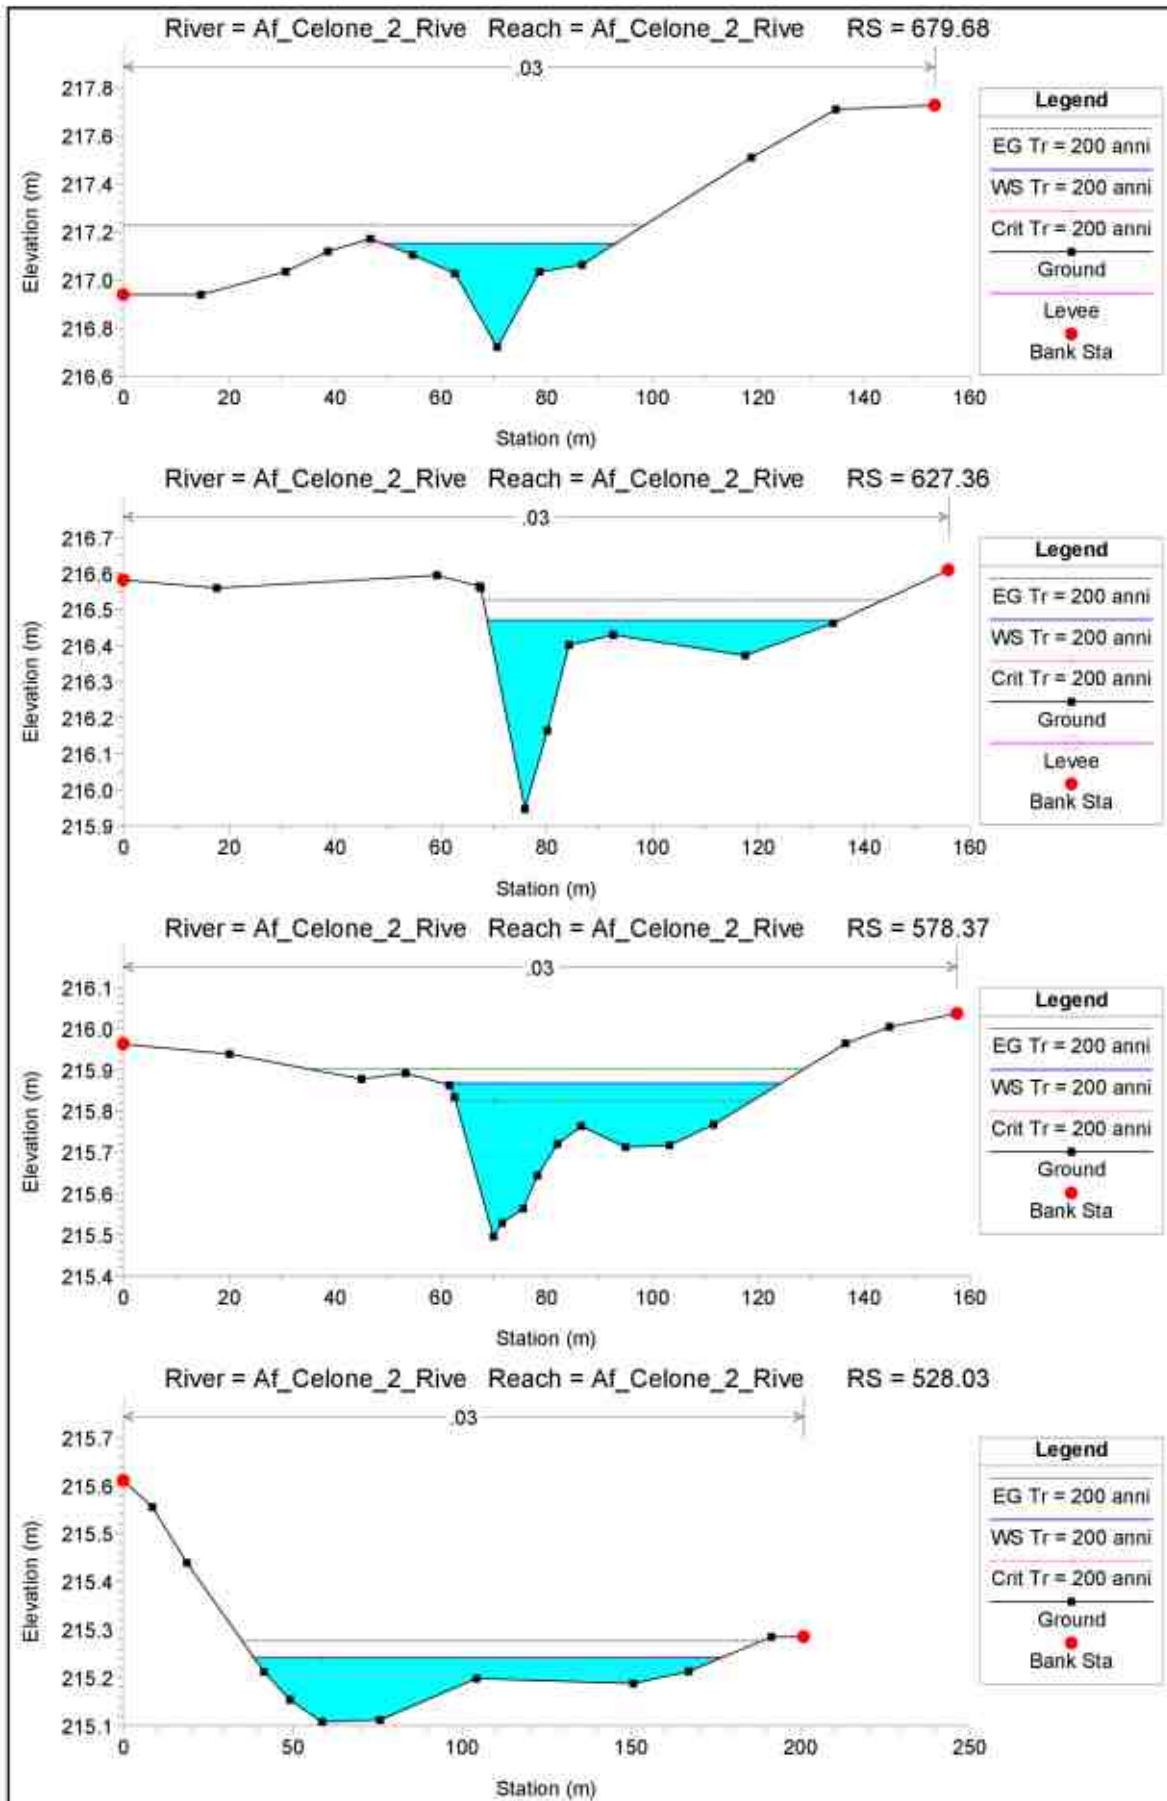 River = Af_Celone_2_Rive Reach = Af_Celone_2_Rive RS = 679.68
.03
217.8
217.6
217.4
217.2
217.0
216.8
216.6
Elevation (m)
0 20 40 60 80 100 120 140 160
Station (m)
Legend
EG Tr = 200 anni
WS Tr = 200 anni
Crit Tr = 200 anni
Ground
Levee
Bank Sta
River = Af_Celone_2_Rive Reach = Af_Celone_2_Rive RS = 627.36
.03
216.7
216.6
216.5
216.4
216.3
216.2
216.1
216.0
215.9
Elevation (m)
0 20 40 60 80 100 120 140 160
Station (m)
Legend
EG Tr = 200 anni
WS Tr = 200 anni
Crit Tr = 200 anni
Ground
Levee
Bank Sta
River = Af_Celone_2_Rive Reach = Af_Celone_2_Rive RS = 578.37
.03
216.1
216.0
215.9
215.8
215.7
215.6
215.5
215.4
Elevation (m)
0 20 40 60 80 100 120 140 160
Station (m)
Legend
EG Tr = 200 anni
WS Tr = 200 anni
Crit Tr = 200 anni
Ground
Bank Sta
River = Af_Celone_2_Rive Reach = Af_Celone_2_Rive RS = 528.03
.03
215.7
215.6
215.5
215.4
215.3
215.2
215.1
Elevation (m)
0 50 100 150 200 250
Station (m)
Legend
EG Tr = 200 anni
WS Tr = 200 anni
Crit Tr = 200 anni
Ground
Bank Sta